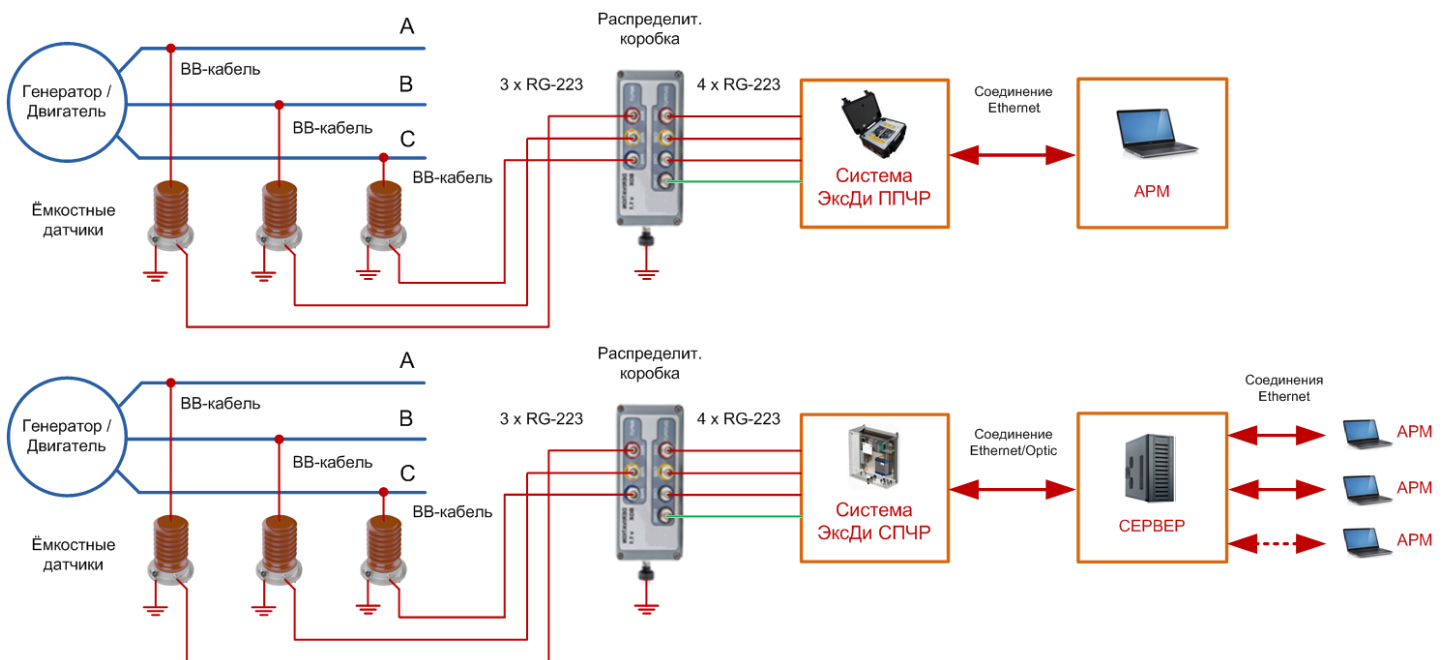 A
Распределит.
коробка
ВВ-кабель
Генератор /
Двигатель
B
3 x RG-223
4 x RG-223
Соединение
Ethernet
ВВ-кабель
C
ВВ-кабель
Система
ЭксДи ППЧР
АРМ
Ёмкостные
датчики
A
Распределит.
коробка
ВВ-кабель
Генератор /
Двигатель
B
3 x RG-223
4 x RG-223
Соединение
Ethernet/Optic
Соединения
Ethernet
АРМ
ВВ-кабель
C
ВВ-кабель
Система
ЭксДи СПЧР
СЕРВЕР
АРМ
АРМ
Ёмкостные
датчики